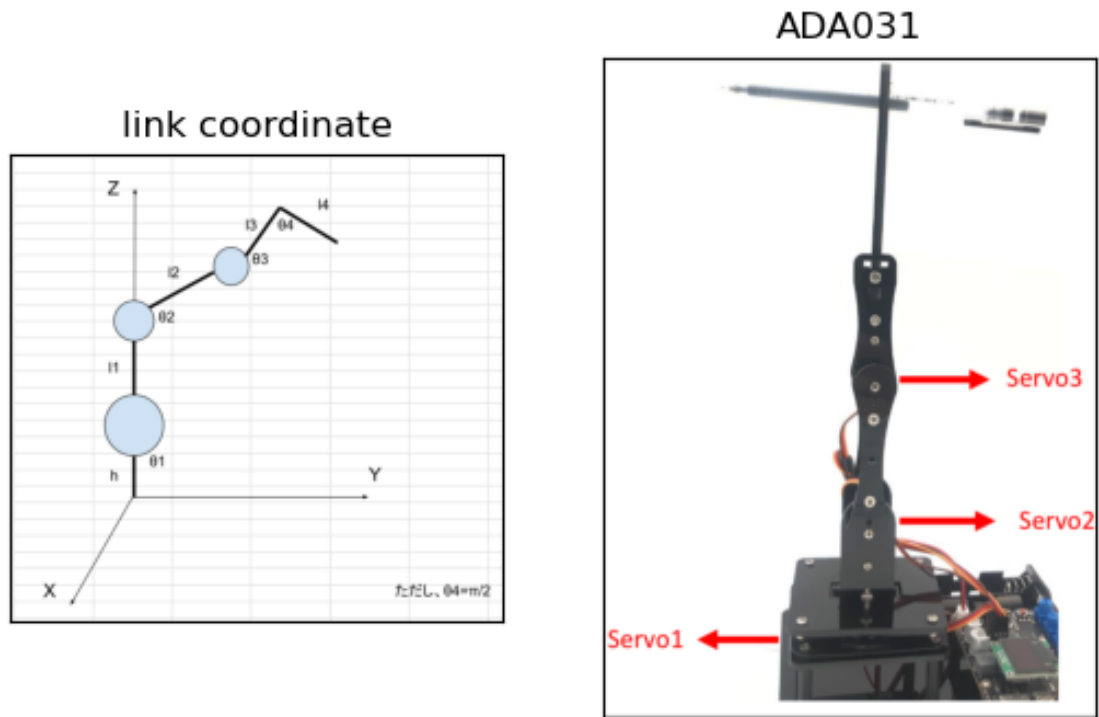 link coordinate
Z
l4
l3
θ4
θ3
l2
θ2
l1
θ1
h
Y
X
ただし、θ4=π/2
ADA031
Servo3
Servo2
Servo1